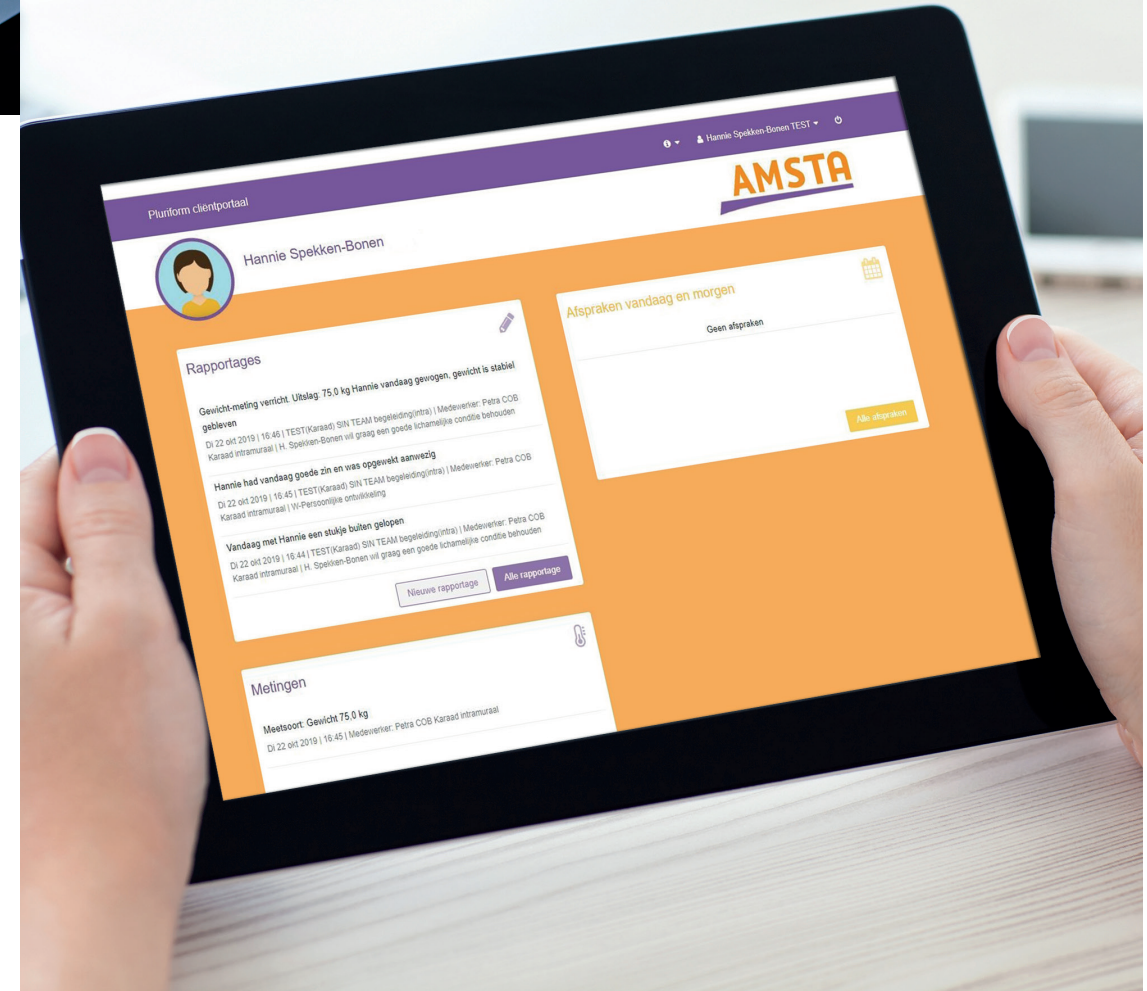 Pluriform cliëntportaal
Hannie Spekken-Bonen TEST
AMSTA
Hannie Spekken-Bonen
Rapportages
Gewicht-meting verricht. Uitslag: 75,0 kg Hannie vandaag gewogen, gewicht is stabiel
gebleven
Di 22 okt 2019 | 16:46 | TEST(Karaad) SIN TEAM begeleiding(intra) | Medewerker: Petra COB
Karaad intramuraal | H. Spekken-Bonen wil graag een goede lichamelijke conditie behouden
Hannie had vandaag goede zin en was opgewekt aanwezig
Di 22 okt 2019 | 16:45 | TEST(Karaad) SIN TEAM begeleiding(intra) | Medewerker: Petra COB
Karaad intramuraal | W-Persoonlijke ontwikkeling
Vandaag met Hannie een stukje buiten gelopen
Di 22 okt 2019 | 16:44 | TEST(Karaad) SIN TEAM begeleiding(intra) | Medewerker: Petra COB
Karaad intramuraal | H. Spekken-Bonen wil graag een goede lichamelijke conditie behouden
Nieuwe rapportage
Alle rapportage
Afspraken vandaag en morgen
Geen afspraken
Alle afspraken
Metingen
Meetsoort: Gewicht 75,0 kg
Di 22 okt 2019 | 16:45 | Medewerker: Petra COB Karaad intramuraal